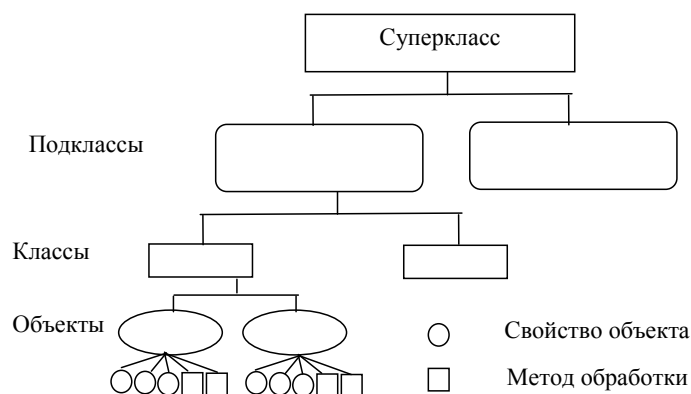 Суперкласс
Подклассы
Классы
Объекты
Свойство объекта
Метод обработки